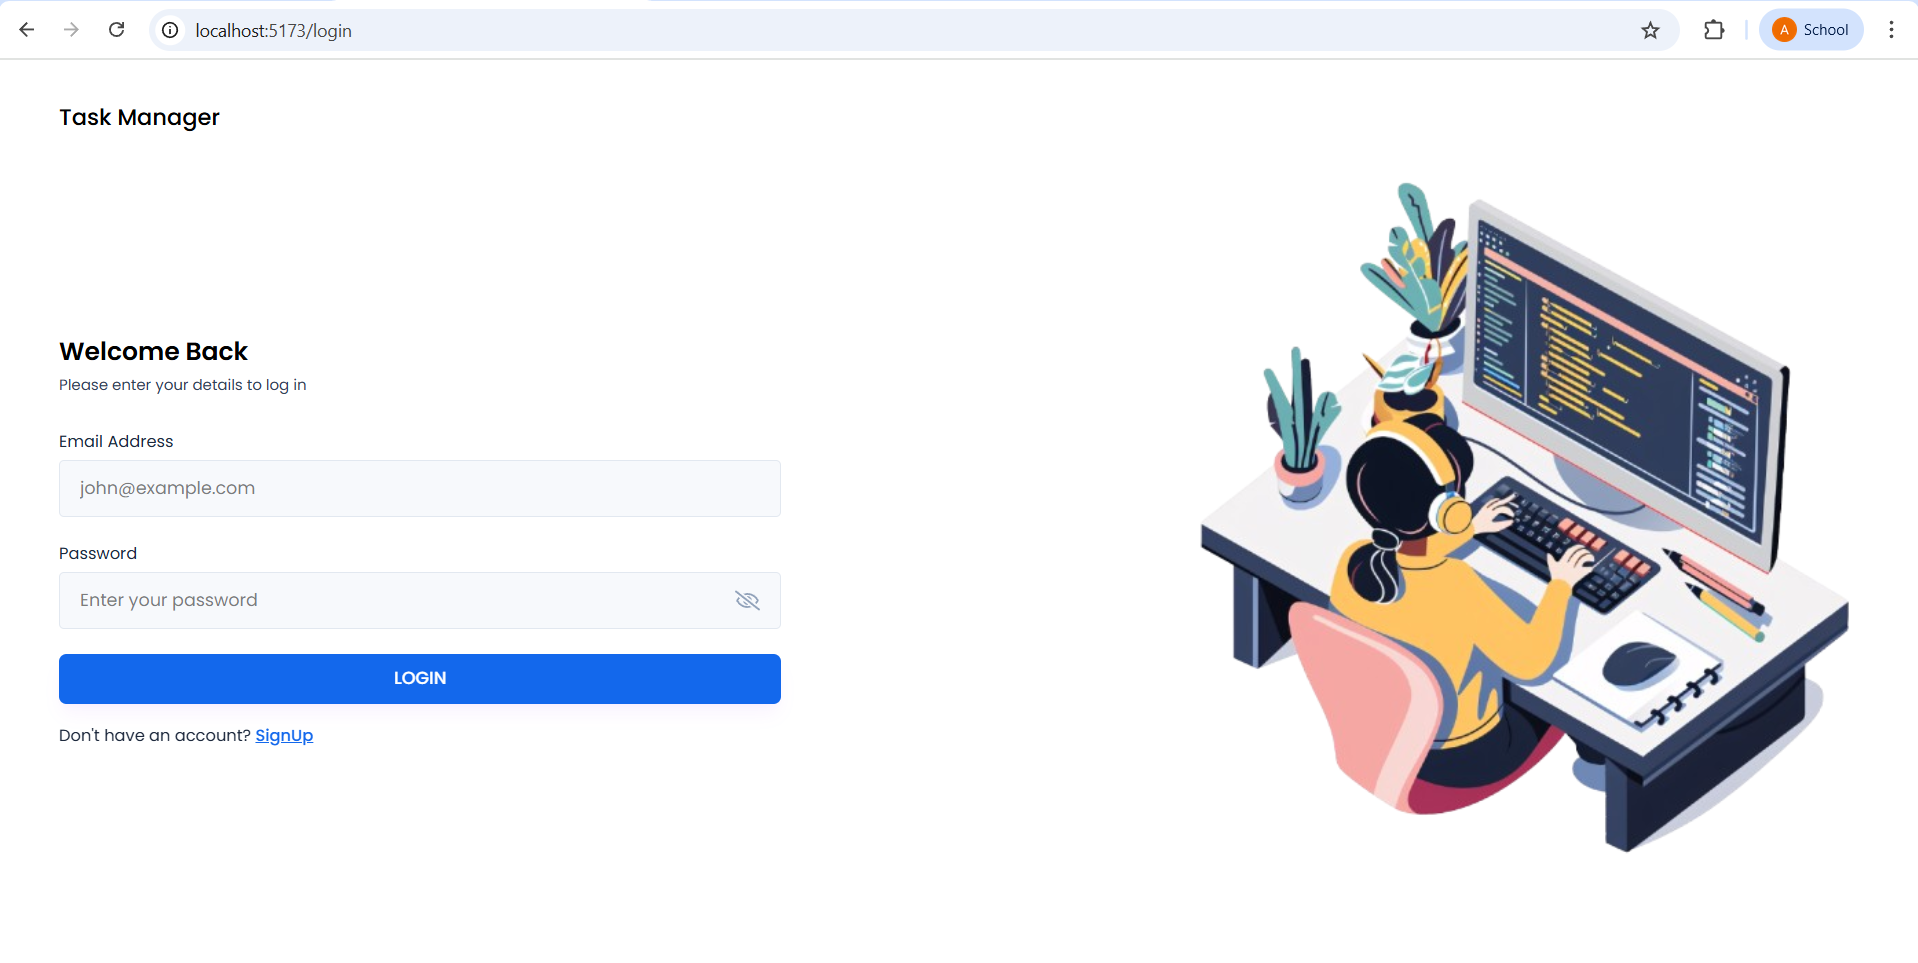 localhost:5173/login
A School
Task Manager
Welcome Back
Please enter your details to log in
Email Address
john@example.com
Password
Enter your password
LOGIN
Don't have an account? SignUp